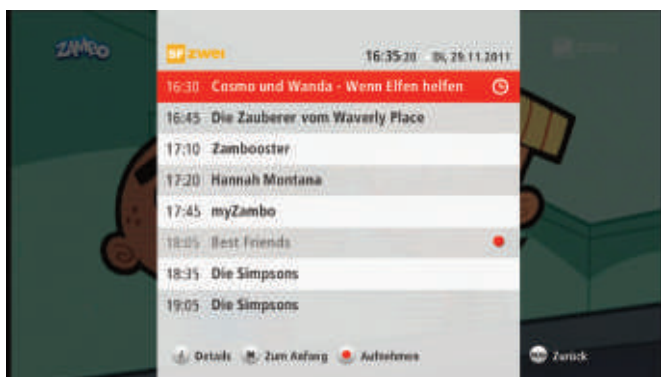 ZAMBO
SF zwei 16:35:20 Di, 29.11.2011
16:30 Cosmo und Wanda - Wenn Elfen helfen
16:45 Die Zauberer vom Waverly Place
17:10 Zambooster
17:20 Hannah Montana
17:45 myZambo
18:05 Best Friends
18:35 Die Simpsons
19:05 Die Simpsons
Details Zum Anfang Aufnehmen Zurück